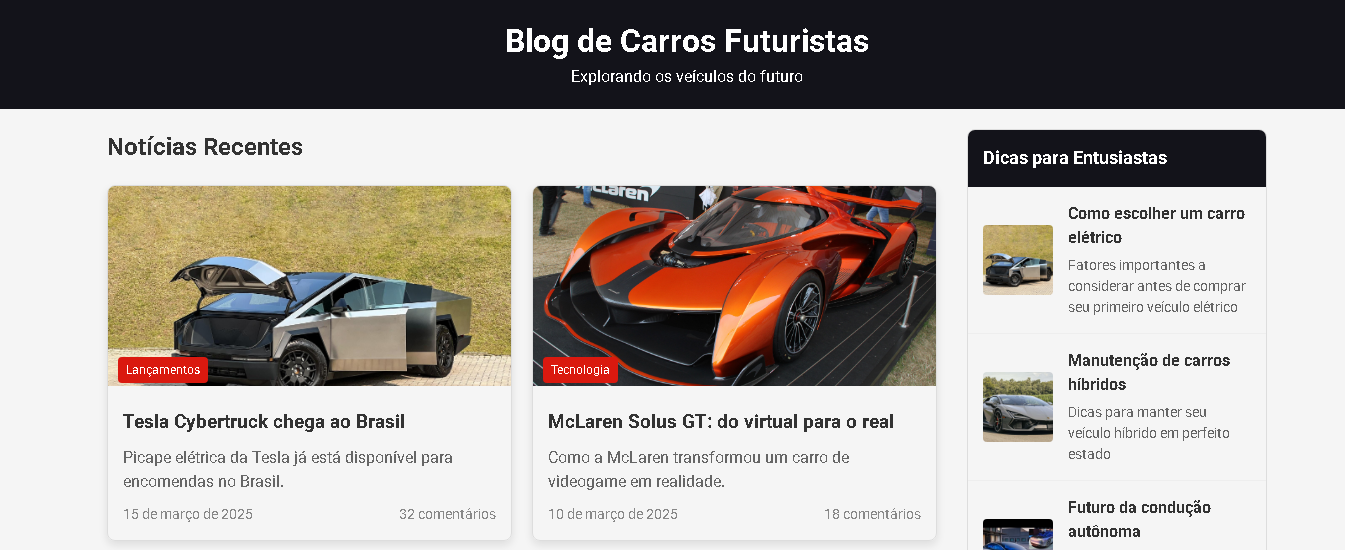 Blog de Carros Futuristas
Explorando os veículos do futuro
Notícias Recentes
Lançamentos
Tesla Cybertruck chega ao Brasil
Picape elétrica da Tesla já está disponível para
encomendas no Brasil.
15 de março de 2025
32 comentários
Tecnologia
McLaren Solus GT: do virtual para o real
Como a McLaren transformou um carro de
videogame em realidade.
10 de março de 2025
18 comentários
Dicas para Entusiastas
Como escolher um carro
elétrico
Fatores importantes a
considerar antes de comprar
seu primeiro veículo elétrico
Manutenção de carros
híbridos
Dicas para manter seu
veículo híbrido em perfeito
estado
Futuro da condução
autônoma